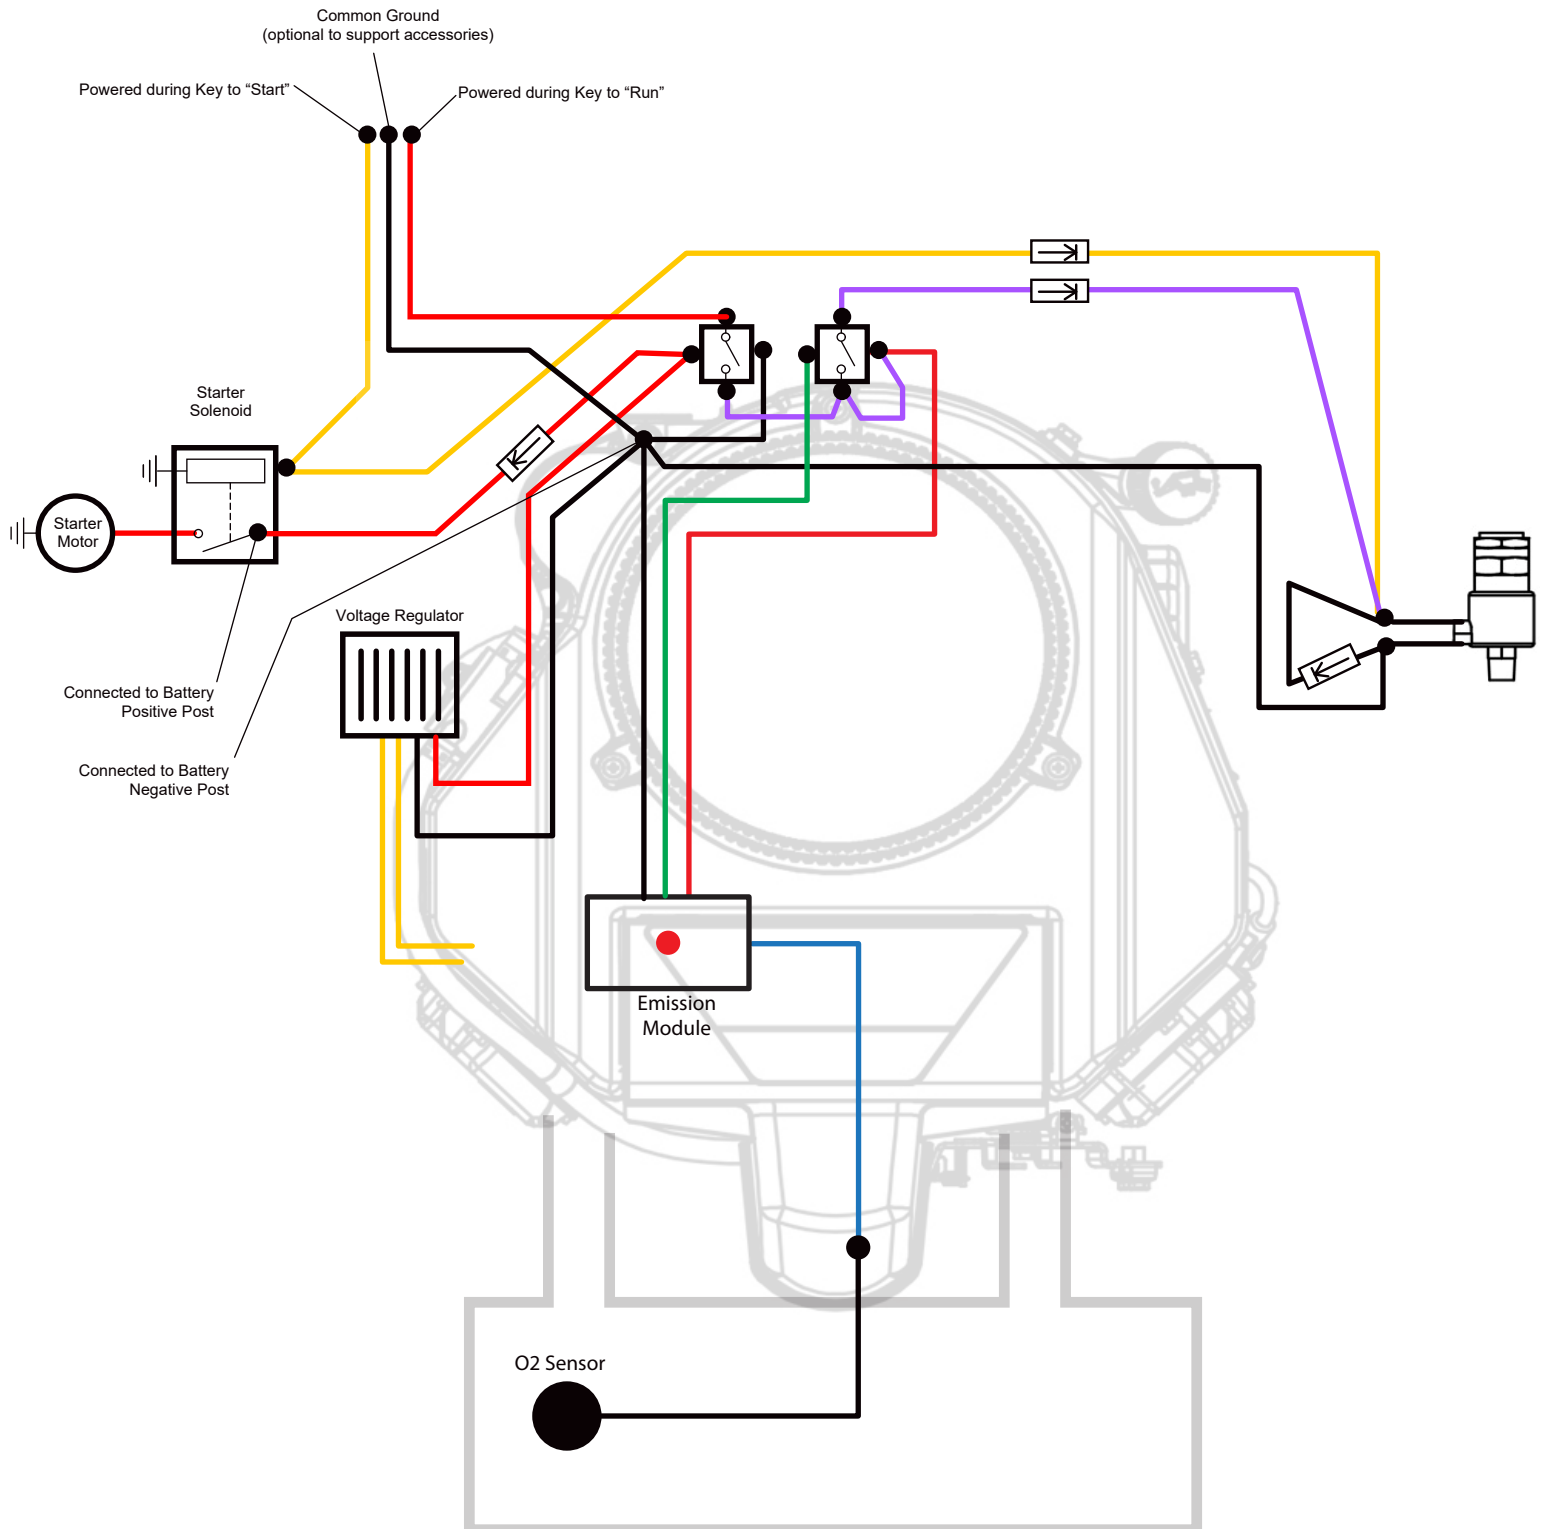 Common Ground
(optional to support accessories)
Powered during Key to “Start”
Powered during Key to “Run”
Starter
Solenoid
Starter
Motor
Voltage Regulator
Connected to Battery
Positive Post
Connected to Battery
Negative Post
Emission
Module
O2 Sensor